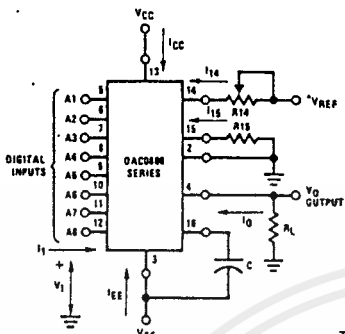 VCC
ICC
13
5
A1
14
I14
R14
+VREF
6
A2
I15
7
A3
15
R15
8
A4
2
DIGITAL
INPUTS
DAC0800
SERIES
9
A5
10
A6
4
VO
OUTPUT
11
A7
IO
12
A8
16
RL
I1
3
C
+
V1
IEE